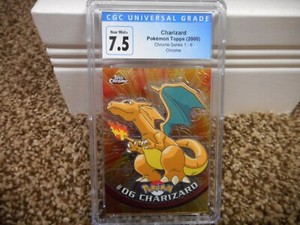 CGC UNIVERSAL GRADE
Near Mint+
7.5
Charizard
Pokémon Topps (2000)
Chrome Series 1 - 6
Chrome
Topps Chrome
Pokémon
#06 CHARIZARD